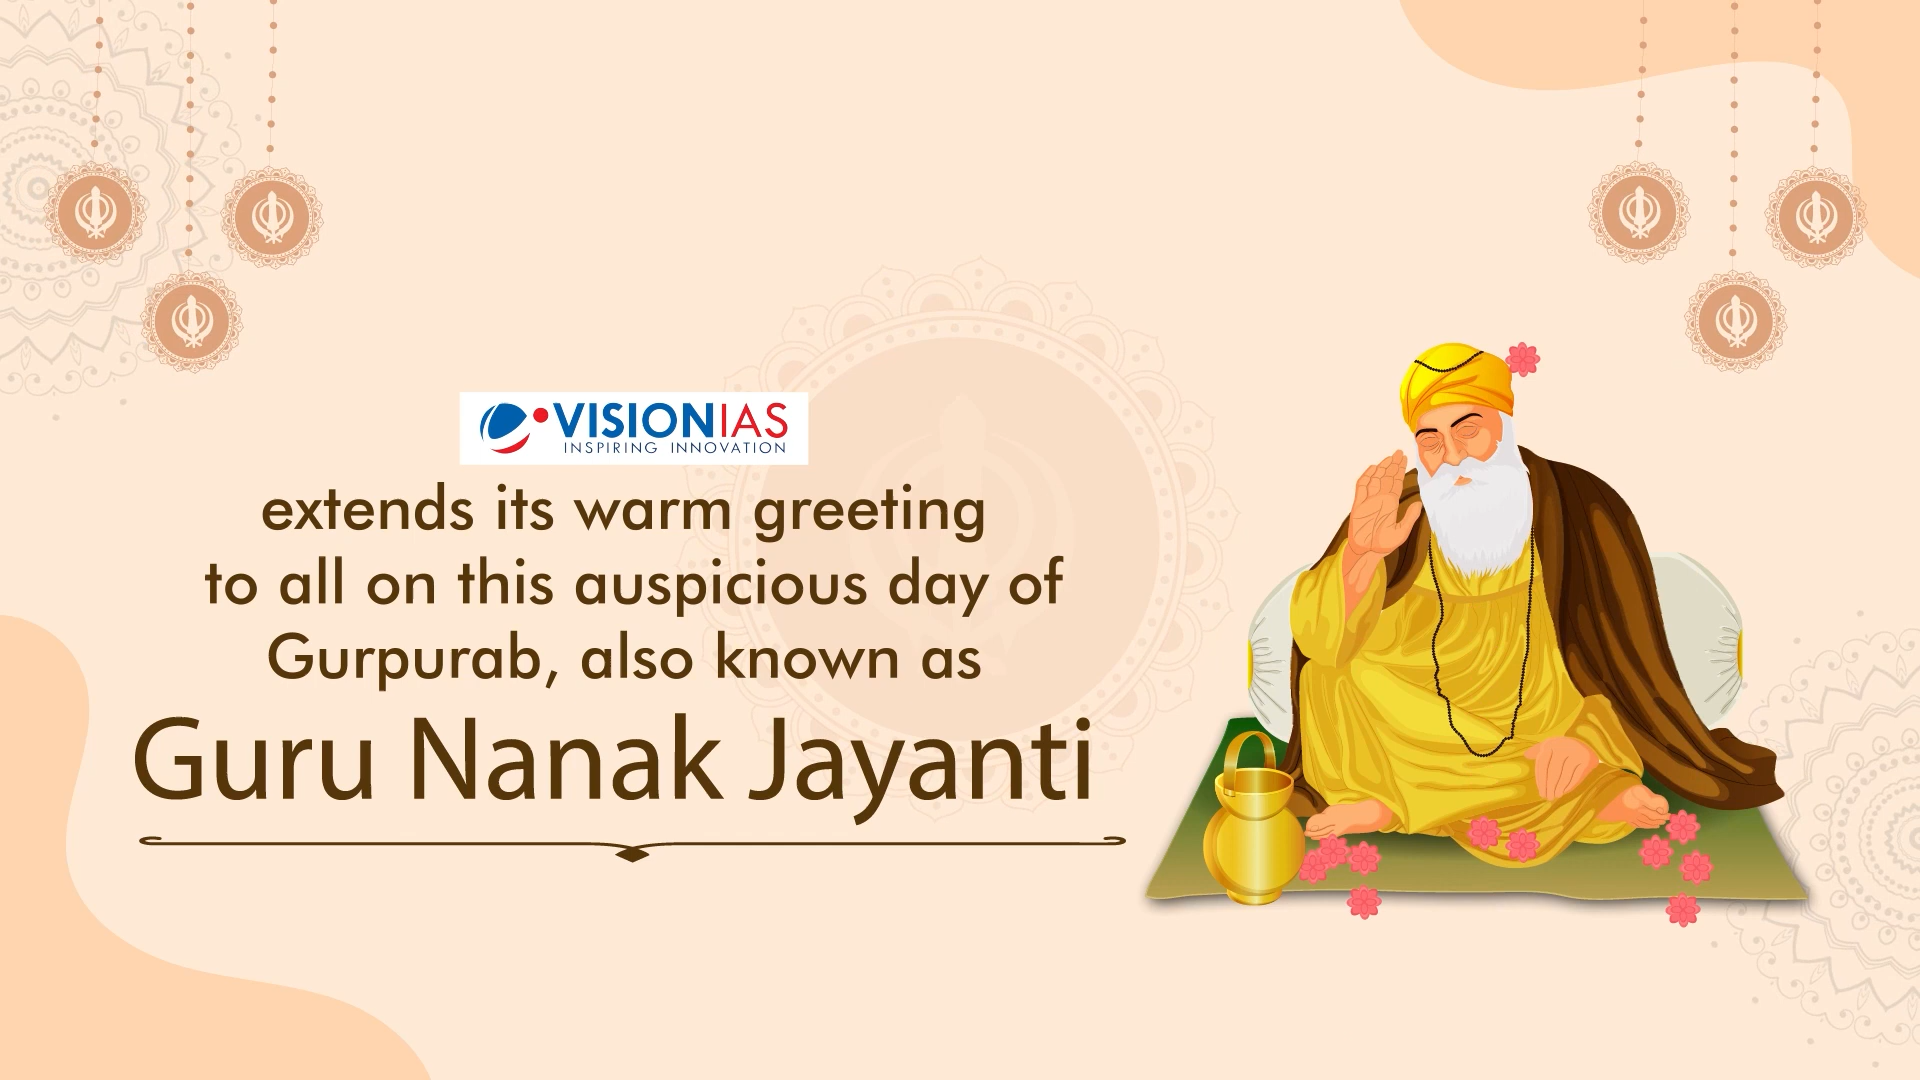 VISIONIAS
INSPIRING INNOVATION
extends its warm greeting
to all on this auspicious day of
Gurpurab, also known as
Guru Nanak Jayanti